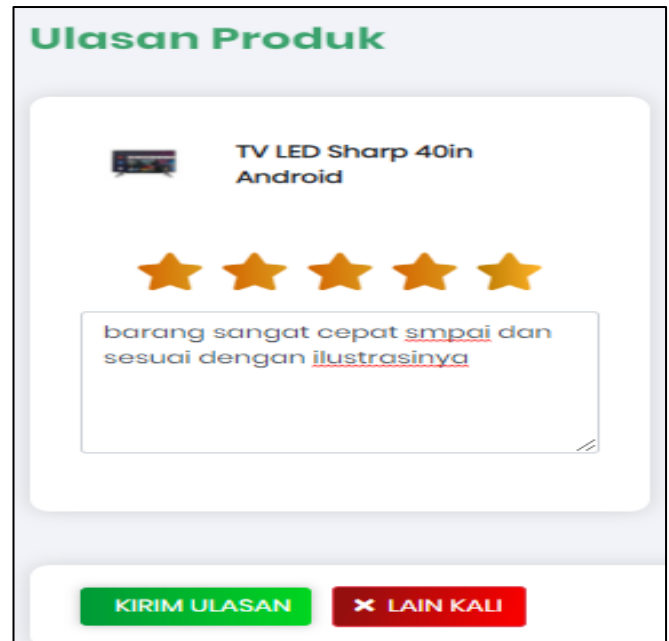 Ulasan Produk
TV LED Sharp 40in
Android
barang sangat cepat smpai dan
sesuai dengan ilustrasinya
KIRIM ULASAN
× LAIN KALI